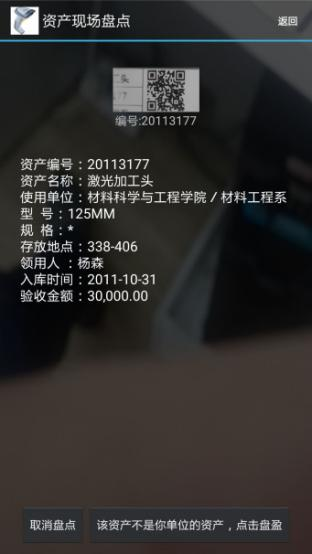 资产现场盘点
返回
头
编号:20113177
资产编号：20113177
资产名称：激光加工头
使用单位：材料科学与工程学院／材料工程系
型 号：125MM
规 格：*
存放地点：338-406
领用人 ：杨森
入库时间：2011-10-31
验收金额：30,000.00
取消盘点
该资产不是你单位的资产，点击盘盈